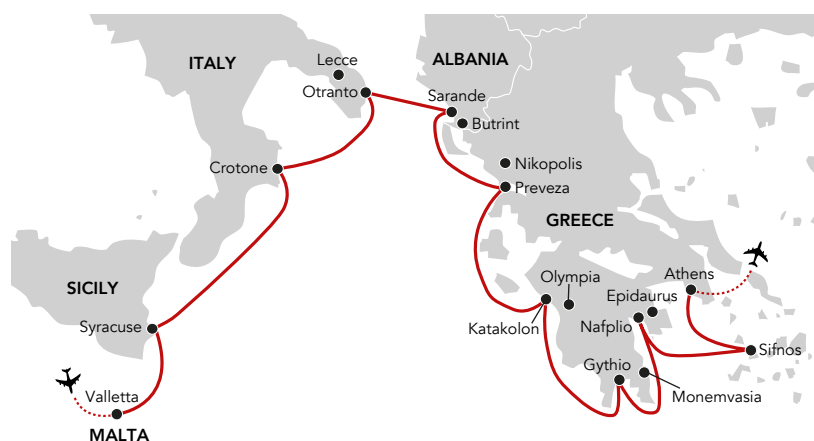 ITALY
Lecce
Otranto
ALBANIA
Sarande
Butrint
Crotone
Nikopolis
Preveza
GREECE
SICILY
Olympia
Athens
Epidaurus
Syracuse
Katakolon
Nafplio
Sifnos
Gythio
Valletta
Monemvasia
MALTA